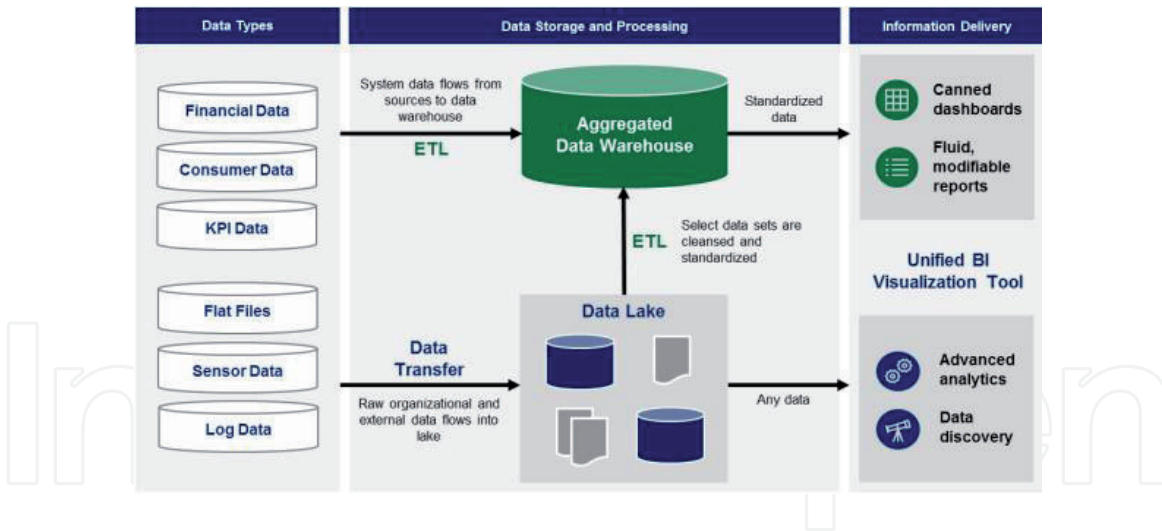 Data Types
Data Storage and Processing
Information Delivery
Financial Data
Consumer Data
KPI Data
Flat Files
Sensor Data
Log Data
System data flows from
sources to data
warehouse
ETL
Aggregated
Data Warehouse
Standardized
data
ETL
Select data sets are
cleansed and
standardized
Data
Transfer
Raw organizational and
external data flows into
lake
Data Lake
Any data
Canned
dashboards
Fluid,
modifiable
reports
Unified BI
Visualization Tool
Advanced
analytics
Data
discovery